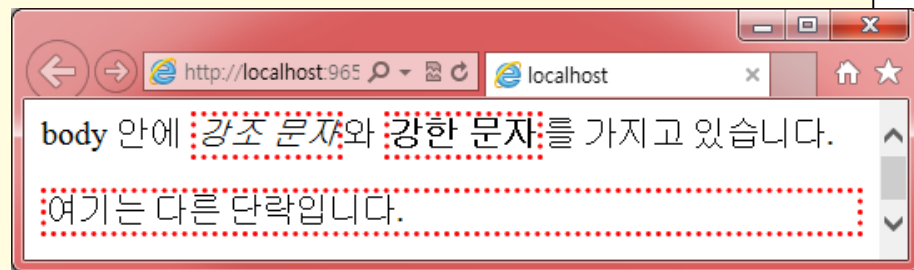 http://localhost:965
localhost
body 안에 강조 문자와 강한 문자를 가지고 있습니다.
여기는 다른 단락입니다.